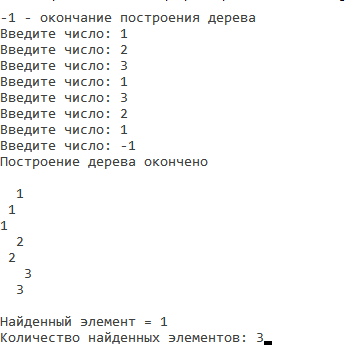 -1 - окончание построения дерева
Введите число: 1
Введите число: 2
Введите число: 3
Введите число: 1
Введите число: 3
Введите число: 2
Введите число: 1
Введите число: -1
Построение дерева окончено

  1
 1
1
  2
 2
   3
  3

Найденный элемент = 1
Количество найденных элементов: 3